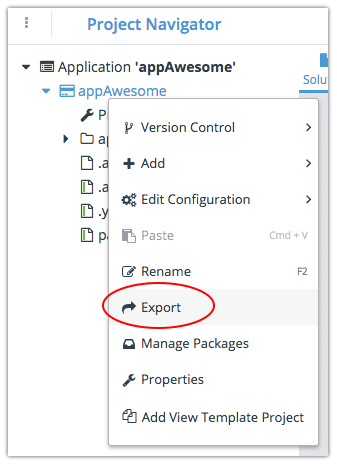 Project Navigator
Application 'appAwesome'
Solu
appAwesome
P
Version Control
ap
Add
.a
.a
Edit Configuration
.y
Paste Cmd + V
pa
Rename F2
Export
Manage Packages
Properties
Add View Template Project